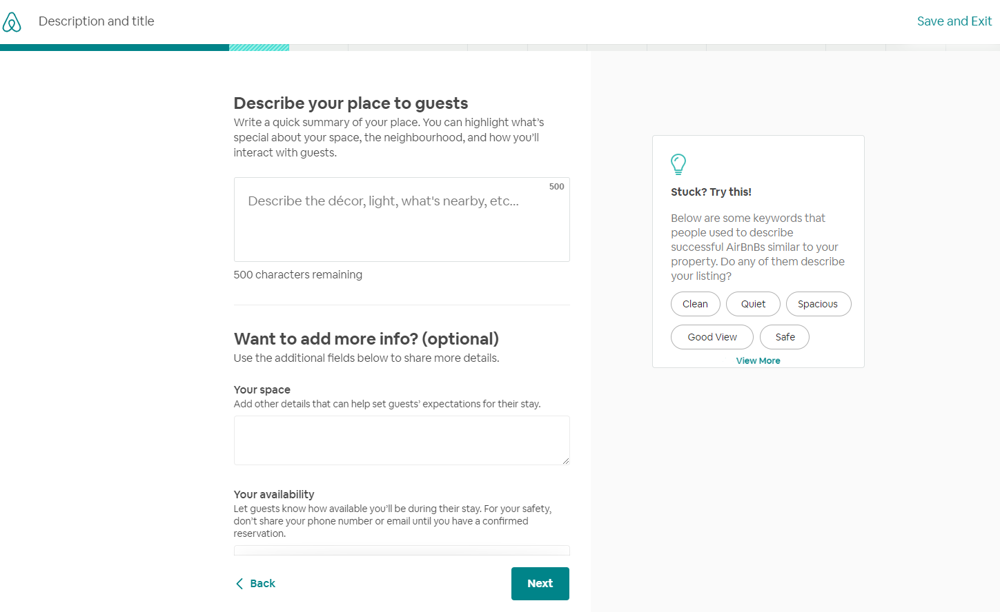 Description and title
Save and Exit
Describe your place to guests
Write a quick summary of your place. You can highlight what’s
special about your space, the neighbourhood, and how you’ll
interact with guests.
500
Describe the décor, light, what's nearby, etc...
500 characters remaining
Want to add more info? (optional)
Use the additional fields below to share more details.
Your space
Add other details that can help set guests’ expectations for their stay.
Your availability
Let guests know how available you’ll be during their stay. For your safety,
don’t share your phone number or email until you have a confirmed
reservation.
Back
Next
Stuck? Try this!
Below are some keywords that
people used to describe
successful AirBnBs similar to your
property. Do any of them describe
your listing?
Clean Quiet Spacious
Good View Safe
View More